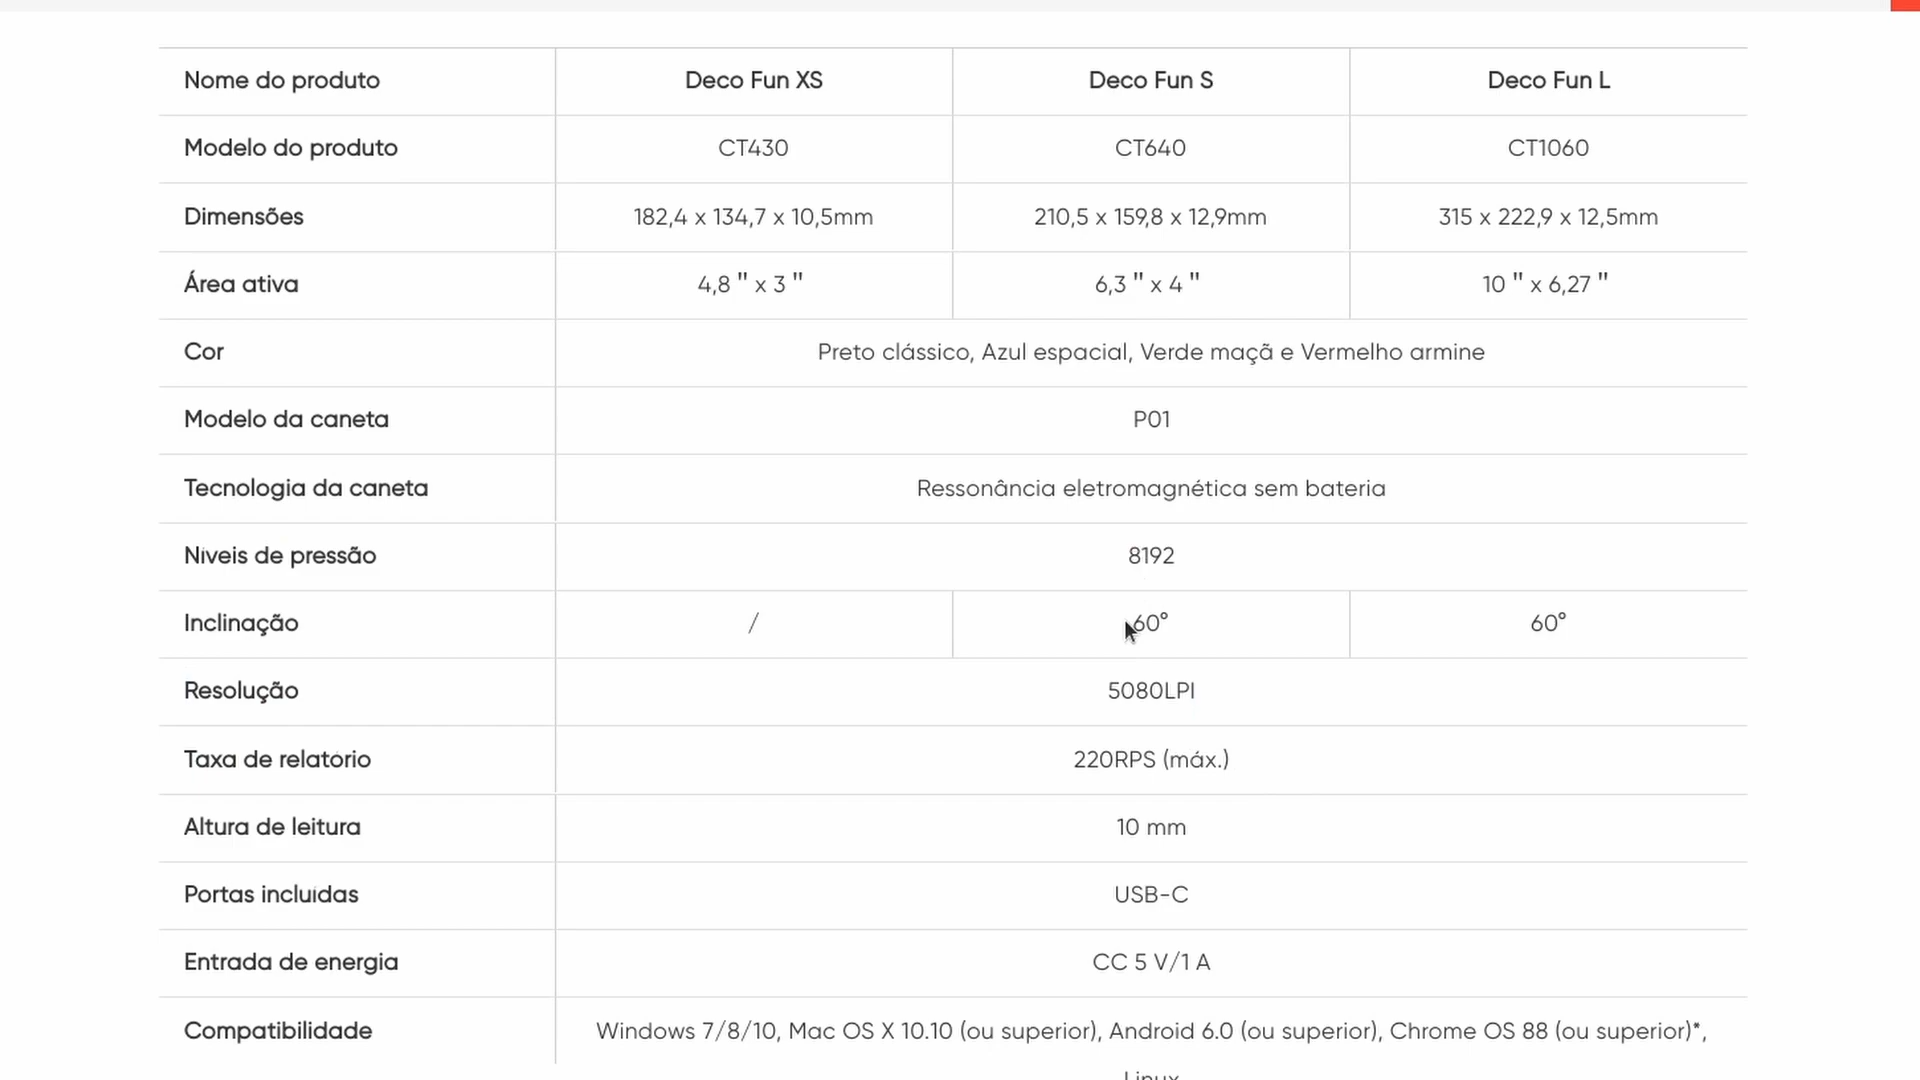 Nome do produto Deco Fun XS Deco Fun S Deco Fun L
Modelo do produto CT430 CT640 CT1060
Dimensões 182,4 x 134,7 x 10,5mm 210,5 x 159,8 x 12,9mm 315 x 222,9 x 12,5mm
Área ativa 4,8 " x 3 " 6,3 " x 4 " 10 " x 6,27 "
Cor Preto clássico, Azul espacial, Verde maçã e Vermelho armine
Modelo da caneta P01
Tecnologia da caneta Ressonância eletromagnética sem bateria
Níveis de pressão 8192
Inclinação / 60° 60°
Resolução 5080LPI
Taxa de relatório 220RPS (máx.)
Altura de leitura 10 mm
Portas incluídas USB-C
Entrada de energia CC 5 V/1 A
Compatibilidade Windows 7/8/10, Mac OS X 10.10 (ou superior), Android 6.0 (ou superior), Chrome OS 88 (ou superior)*,
Linux